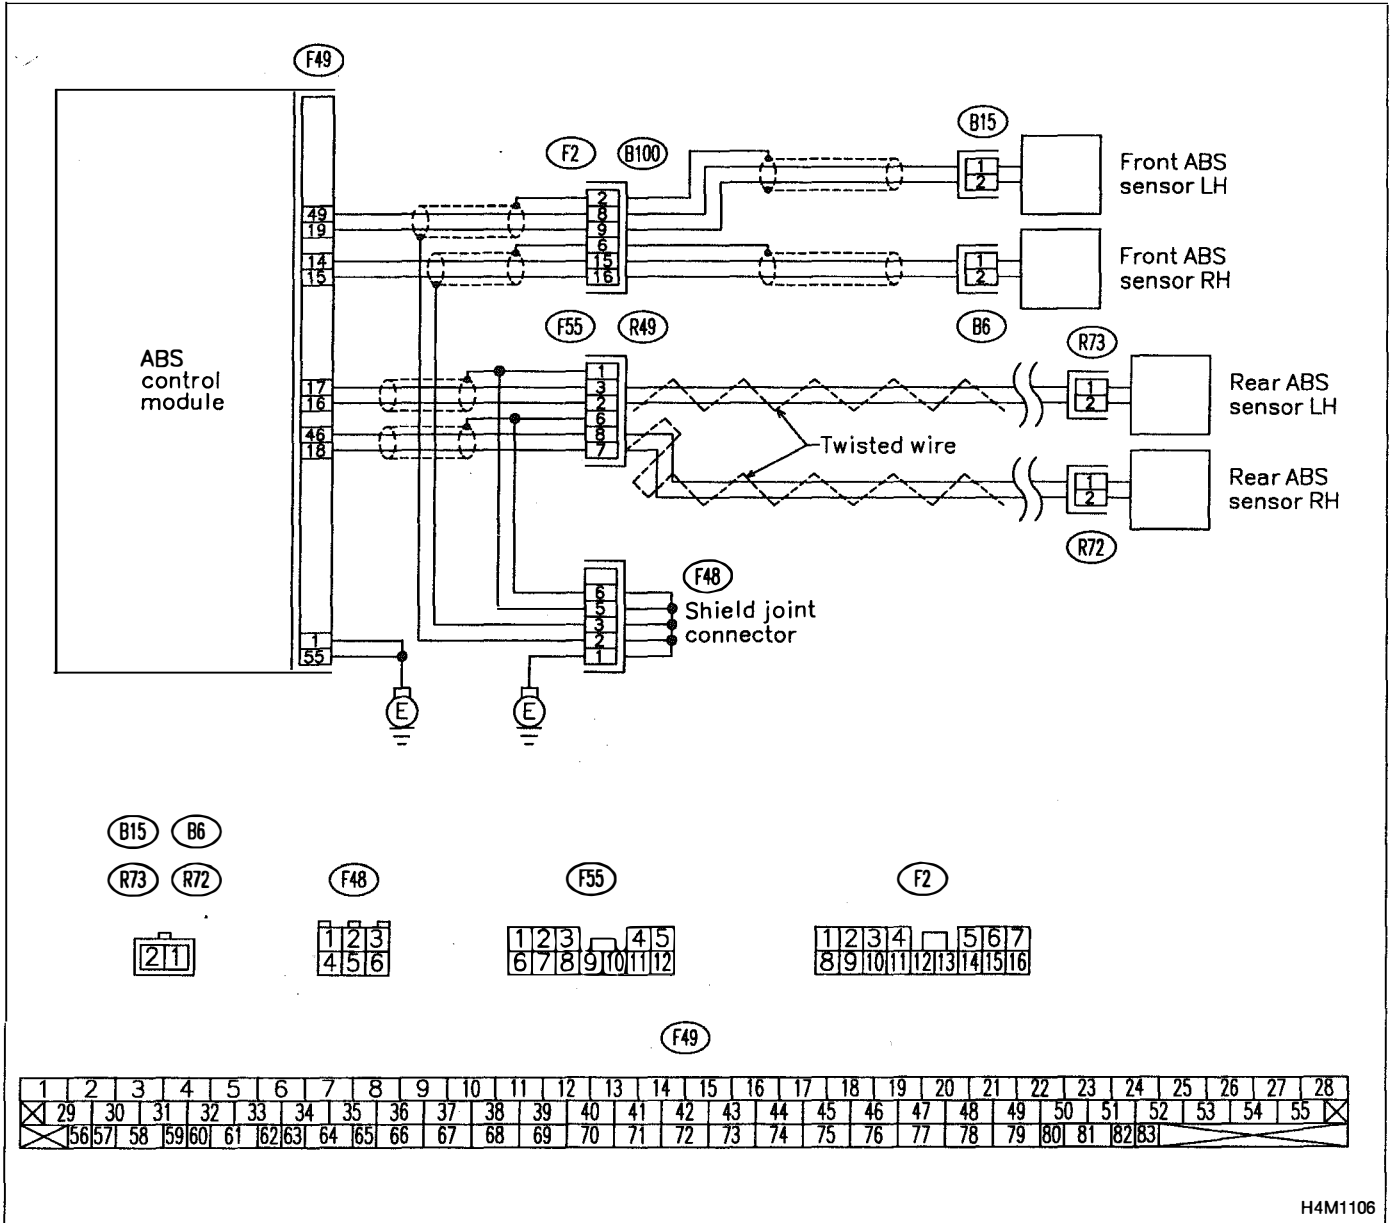 F49
B15
F2 B100
1
2
Front ABS
sensor LH
2
49 8
19 9
6
14 15
15 16
1
2
Front ABS
sensor RH
F55 R49 B6
R73
ABS
control
module
1
17 3
16 2
6
46 8
18 7
1
2
Rear ABS
sensor LH
Twisted wire
1
2
Rear ABS
sensor RH
R72
F48
6
5
3
2
1
Shield joint
connector
1
55
E E
B15 B6
R73 R72 F48 F55 F2
2 1
1 2 3
4 5 6
1 2 3 4 5
6 7 8 9 10 11 12
1 2 3 4 5 6 7
8 9 10 11 12 13 14 15 16
F49
1 2 3 4 5 6 7 8 9 10 11 12 13 14 15 16 17 18 19 20 21 22 23 24 25 26 27 28
29 30 31 32 33 34 35 36 37 38 39 40 41 42 43 44 45 46 47 48 49 50 51 52 53 54 55
56 57 58 59 60 61 62 63 64 65 66 67 68 69 70 71 72 73 74 75 76 77 78 79 80 81 82 83
H4M1106